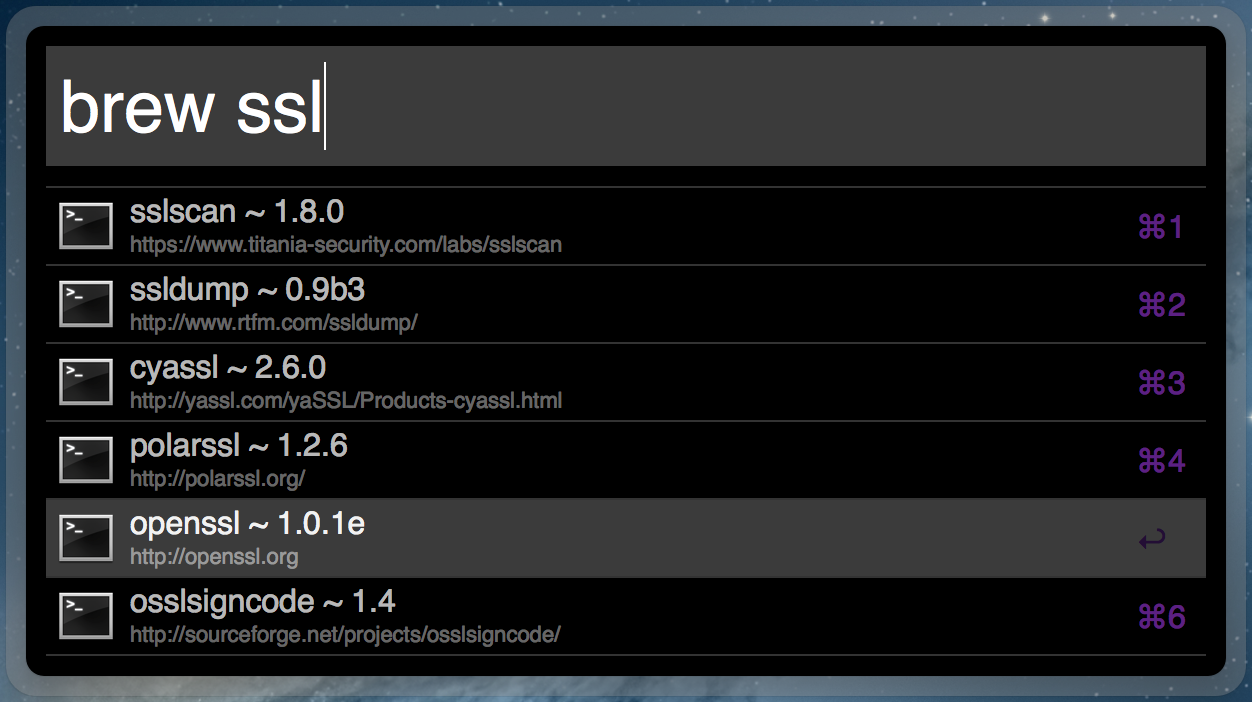 brew ssl
sslscan ~ 1.8.0
https://www.titania-security.com/labs/sslscan
⌘1
ssldump ~ 0.9b3
http://www.rtfm.com/ssldump/
⌘2
cyassl ~ 2.6.0
http://yassl.com/yaSSL/Products-cyassl.html
⌘3
polarssl ~ 1.2.6
http://polarssl.org/
⌘4
openssl ~ 1.0.1e
http://openssl.org
↩
osslsigncode ~ 1.4
http://sourceforge.net/projects/osslsigncode/
⌘6